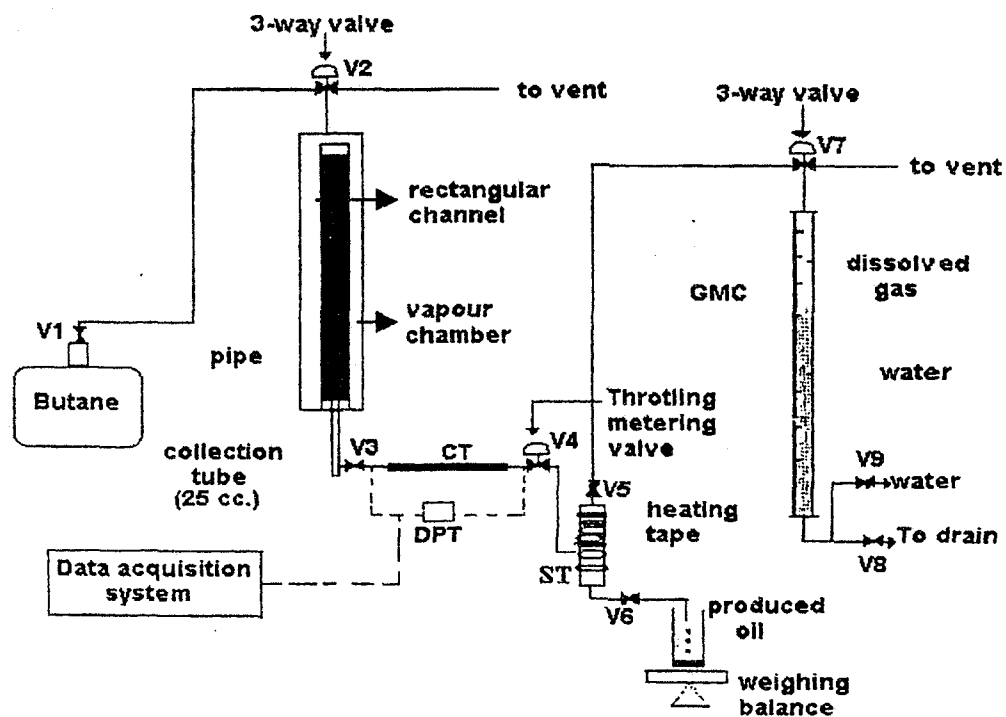 3-way valve
V2
to vent
3-way valve
V7
to vent
rectangular
channel
dissolved
gas
GMC
vapour
chamber
V1
pipe
water
Butane
Throtling
metering
valve
V4
collection
tube
(25 cc.)
V3
CT
V9
water
V5
heating
tape
DPT
To drain
V8
Data acquisition
system
ST
V6
produced
oil
weighing
balance